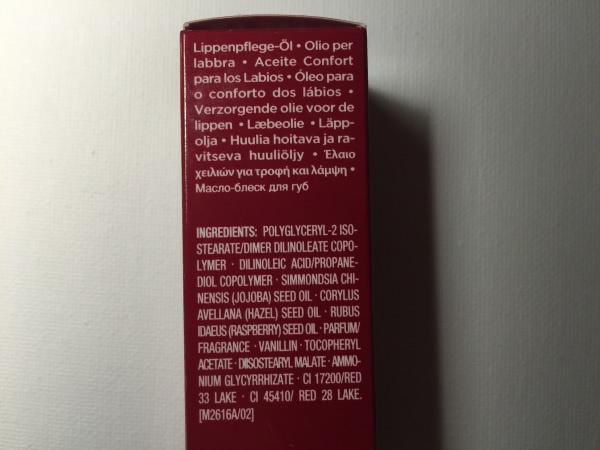 Lippenpflege-Öl • Olio per
labbra • Aceite Confort
para los Labios • Óleo para
o conforto dos lábios •
Verzorgende olie voor de
lippen • Læbeolie • Läpp-
olja • Huulia hoitava ja ra-
vitseva huuliöljy • Έλαιο
χειλιών για τροφή και λάμψη •
Масло-блеск для губ
INGREDIENTS: POLYGLYCERYL-2 ISO-
STEARATE/DIMER DILINOLEATE COPO-
LYMER · DILINOLEIC ACID/PROPANE-
DIOL COPOLYMER · SIMMONDSIA CHI-
NENSIS (JOJOBA) SEED OIL · CORYLUS
AVELLANA (HAZEL) SEED OIL · RUBUS
IDAEUS (RASPBERRY) SEED OIL · PARFUM/
FRAGRANCE · VANILLIN · TOCOPHERYL
ACETATE · DIISOSTEARYL MALATE · AMMO-
NIUM GLYCYRRHIZATE · CI 17200/RED
33 LAKE · CI 45410/ RED 28 LAKE.
[M2616A/02]